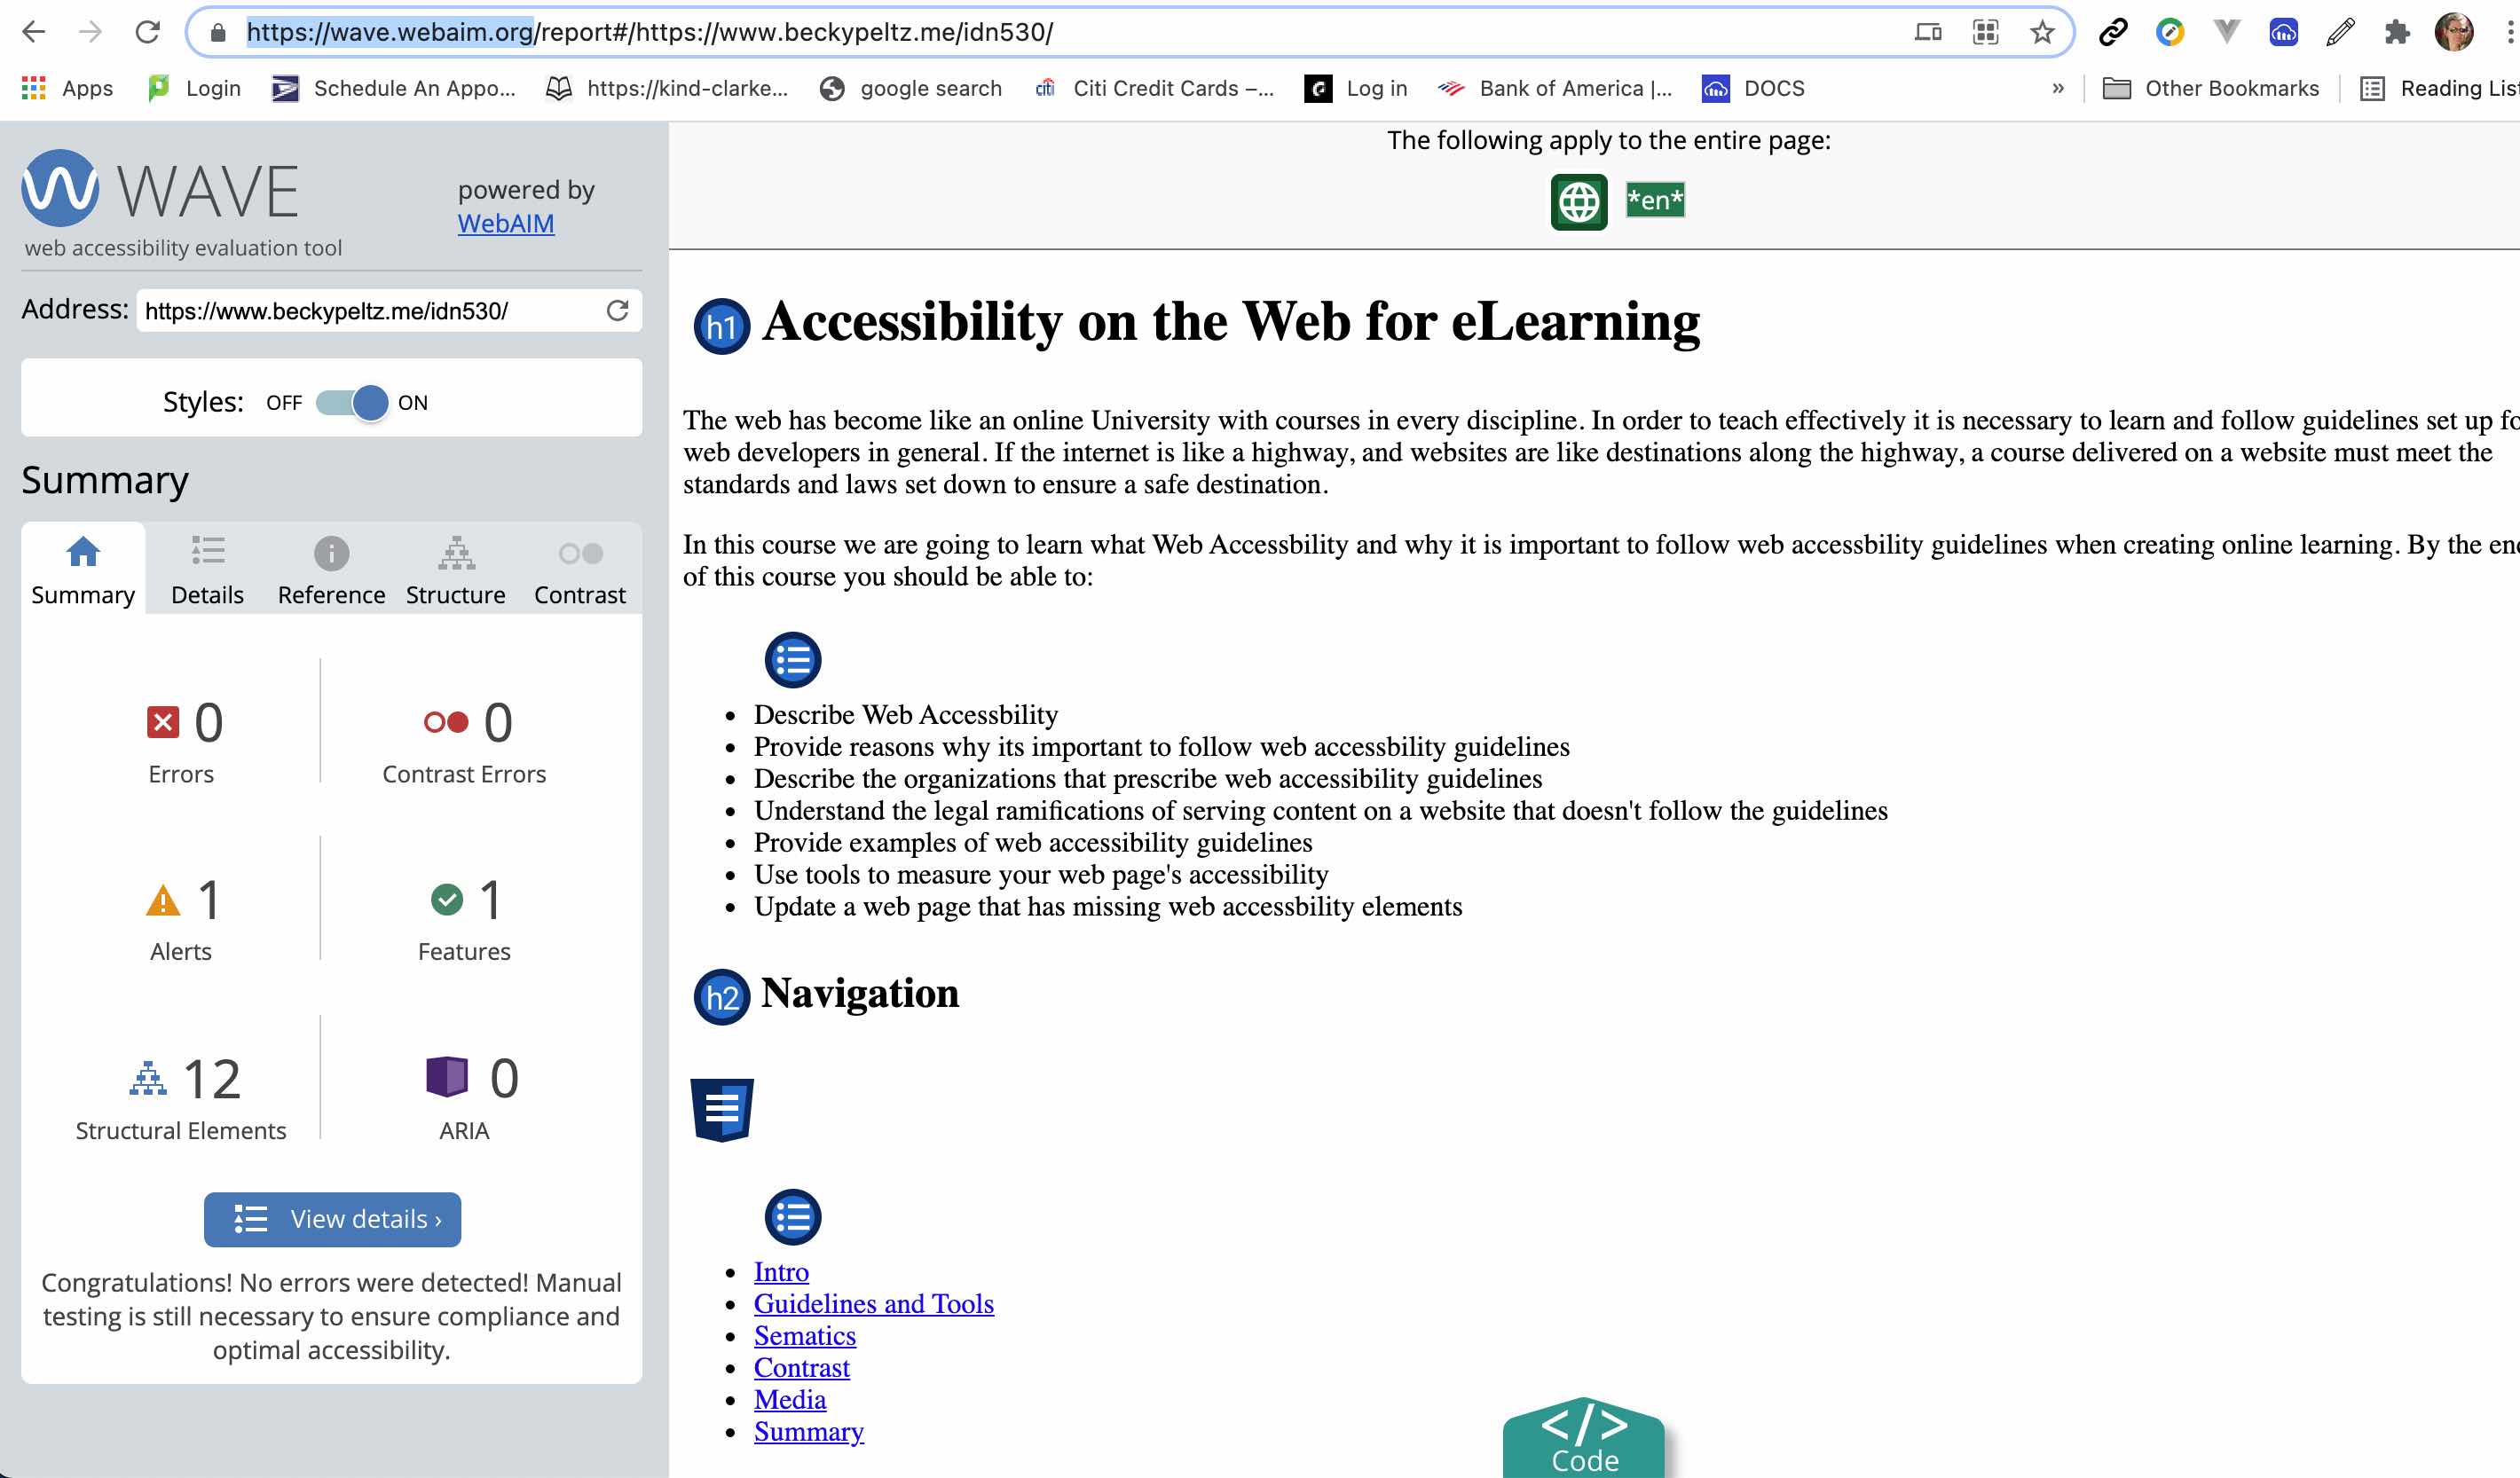 https://wave.webaim.org/report#/https://www.beckypeltz.me/idn530/
Apps
Login
Schedule An Appo...
https://kind-clarke...
google search
citi
Citi Credit Cards –...
Log in
Bank of America |...
DOCS
»
Other Bookmarks
Reading List
WAVE
powered by
WebAIM
web accessibility evaluation tool
Address: https://www.beckypeltz.me/idn530/
Styles: OFF ON
Summary
Summary
Details
Reference
Structure
Contrast
0
Errors
0
Contrast Errors
1
Alerts
1
Features
12
Structural Elements
0
ARIA
View details ›
Congratulations! No errors were detected! Manual
testing is still necessary to ensure compliance and
optimal accessibility.
The following apply to the entire page:
*en*
h1 Accessibility on the Web for eLearning
The web has become like an online University with courses in every discipline. In order to teach effectively it is necessary to learn and follow guidelines set up fo
web developers in general. If the internet is like a highway, and websites are like destinations along the highway, a course delivered on a website must meet the
standards and laws set down to ensure a safe destination.
In this course we are going to learn what Web Accessbility and why it is important to follow web accessbility guidelines when creating online learning. By the en
of this course you should be able to:
Describe Web Accessbility
Provide reasons why its important to follow web accessbility guidelines
Describe the organizations that prescribe web accessibility guidelines
Understand the legal ramifications of serving content on a website that doesn't follow the guidelines
Provide examples of web accessibility guidelines
Use tools to measure your web page's accessibility
Update a web page that has missing web accessbility elements
h2 Navigation
Intro
Guidelines and Tools
Sematics
Contrast
Media
Summary
</>
Code